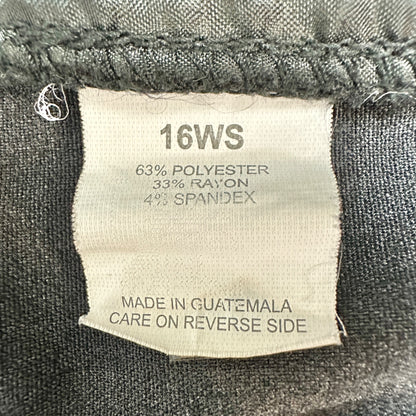 16WS
63% POLYESTER
33% RAYON
4% SPANDEX
MADE IN GUATEMALA
CARE ON REVERSE SIDE